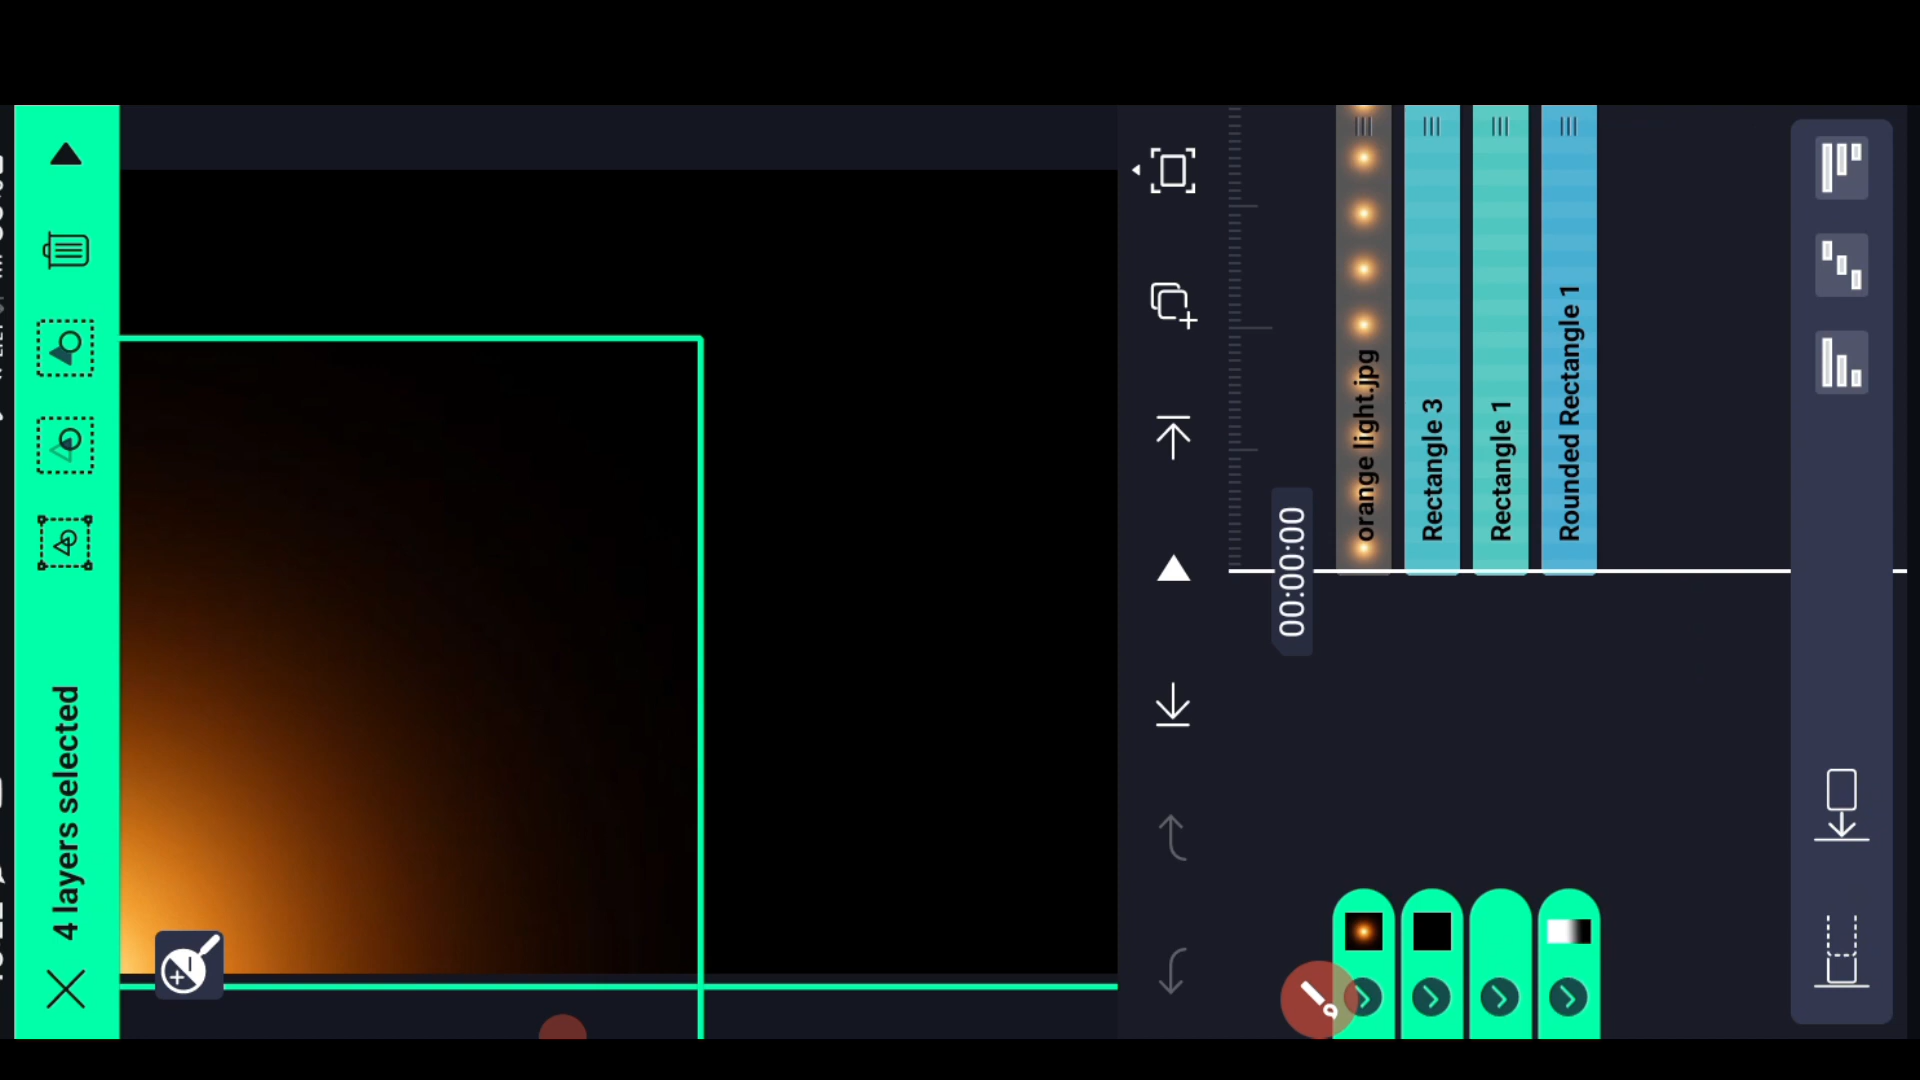 4 layers selected
00:00:00
orange light.jpg
Rectangle 3
Rectangle 1
Rounded Rectangle 1